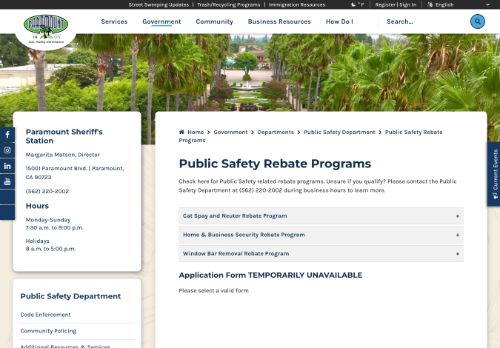 Street Sweeping Updates | Trash/Recycling Programs | Immigration Resources
°F
Register | Sign In
English
PARAMOUNT
Services
Government
Community
Business Resources
How Do I
Search...
Current Events
Paramount Sheriff's
Station
Margarita Matson, Director
15001 Paramount Blvd. | Paramount,
CA 90723
(562) 220-2002
Hours
Monday-Sunday
7:30 a.m. to 9:00 p.m.
Holidays
8 a.m. to 5:00 p.m.
Public Safety Department
Code Enforcement
Community Policing
Additional Resources & Services
Home > Government > Departments > Public Safety Department > Public Safety Rebate
Programs
Public Safety Rebate Programs
Check here for Public Safety related rebate programs. Unsure if you qualify? Please contact the Public
Safety Department at (562) 220-2002 during business hours to learn more.
Cat Spay and Neuter Rebate Program +
Home & Business Security Rebate Program +
Window Bar Removal Rebate Program +
Application Form TEMPORARILY UNAVAILABLE
Please select a valid form